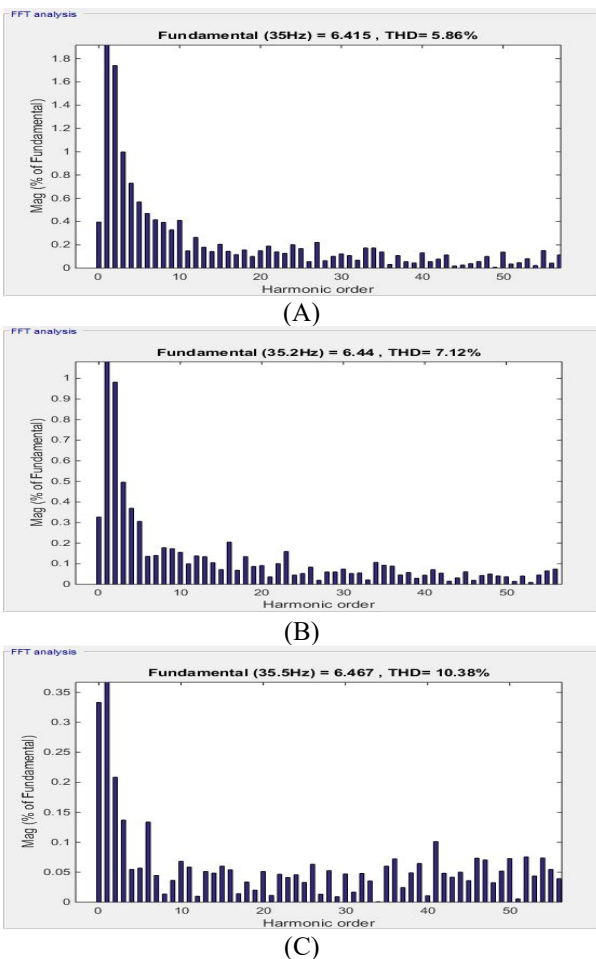 FFT analysis
Fundamental (35Hz) = 6.415 , THD= 5.86%
Mag (% of Fundamental)
1.8
1.6
1.4
1.2
1
0.8
0.6
0.4
0.2
0
0 10 20 30 40 50
Harmonic order
(A)
FFT analysis
Fundamental (35.2Hz) = 6.44 , THD= 7.12%
Mag (% of Fundamental)
1
0.9
0.8
0.7
0.6
0.5
0.4
0.3
0.2
0.1
0
0 10 20 30 40 50
Harmonic order
(B)
FFT analysis
Fundamental (35.5Hz) = 6.467 , THD= 10.38%
Mag (% of Fundamental)
0.35
0.3
0.25
0.2
0.15
0.1
0.05
0
0 10 20 30 40 50
Harmonic order
(C)